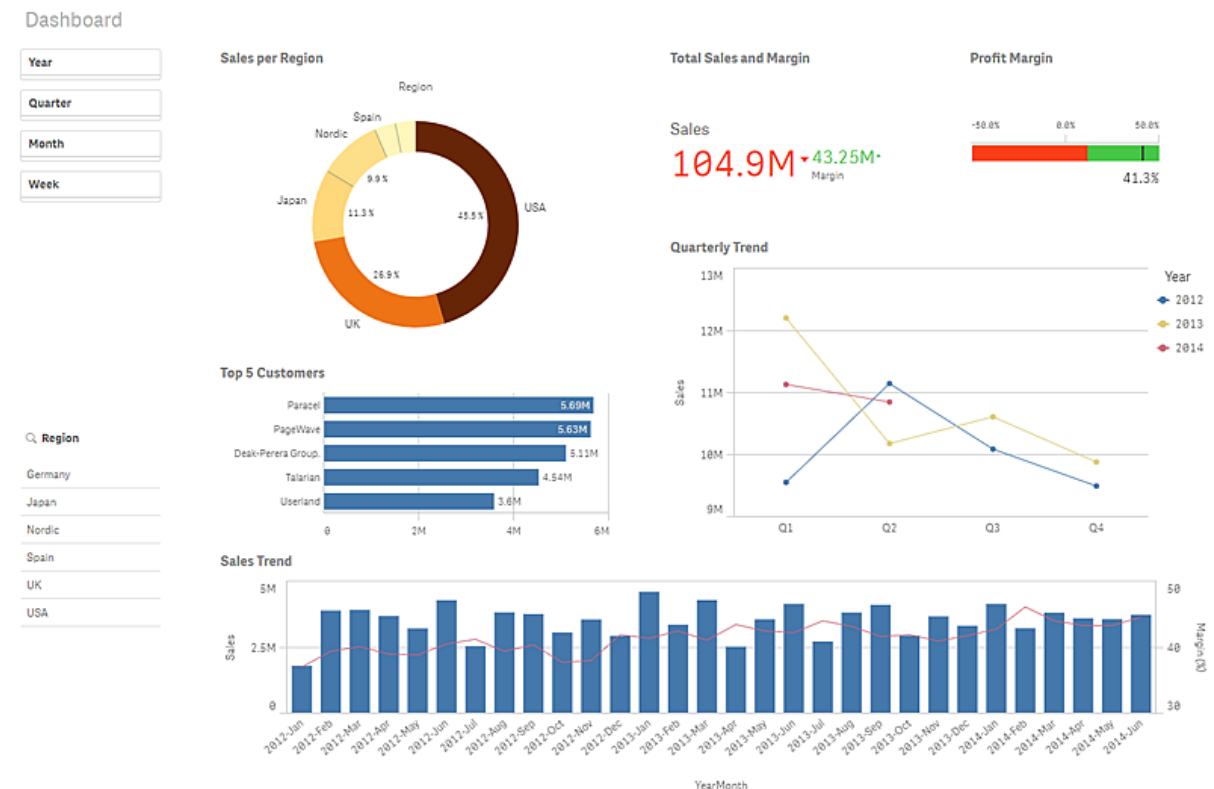 Dashboard
Year
Quarter
Month
Week
Region
Germany
Japan
Nordic
Spain
UK
USA
Sales per Region
Region
Spain
Nordic
Japan
UK
USA
9.9%
11.3%
26.9%
45.5%
Top 5 Customers
Paracel 5.69M
PageWave 5.63M
Deak-Perera Group. 5.11M
Talarian 4.54M
Userland 3.6M
0 2M 4M 6M
Total Sales and Margin
Sales
104.9M 43.25M
Margin
Profit Margin
-50.0% 0.0% 50.0%
41.3%
Quarterly Trend
13M
12M
11M
10M
9M
Sales
Q1 Q2 Q3 Q4
Year
2012
2013
2014
Sales Trend
5M
2.5M
0
Sales
50
40
30
Margin (%)
2012-Jan 2012-Feb 2012-Mar 2012-Apr 2012-May 2012-Jun 2012-Jul 2012-Aug 2012-Sep 2012-Oct 2012-Nov 2012-Dec 2013-Jan 2013-Feb 2013-Mar 2013-Apr 2013-May 2013-Jun 2013-Jul 2013-Aug 2013-Sep 2013-Oct 2013-Nov 2013-Dec 2014-Jan 2014-Feb 2014-Mar 2014-Apr 2014-May 2014-Jun
YearMonth